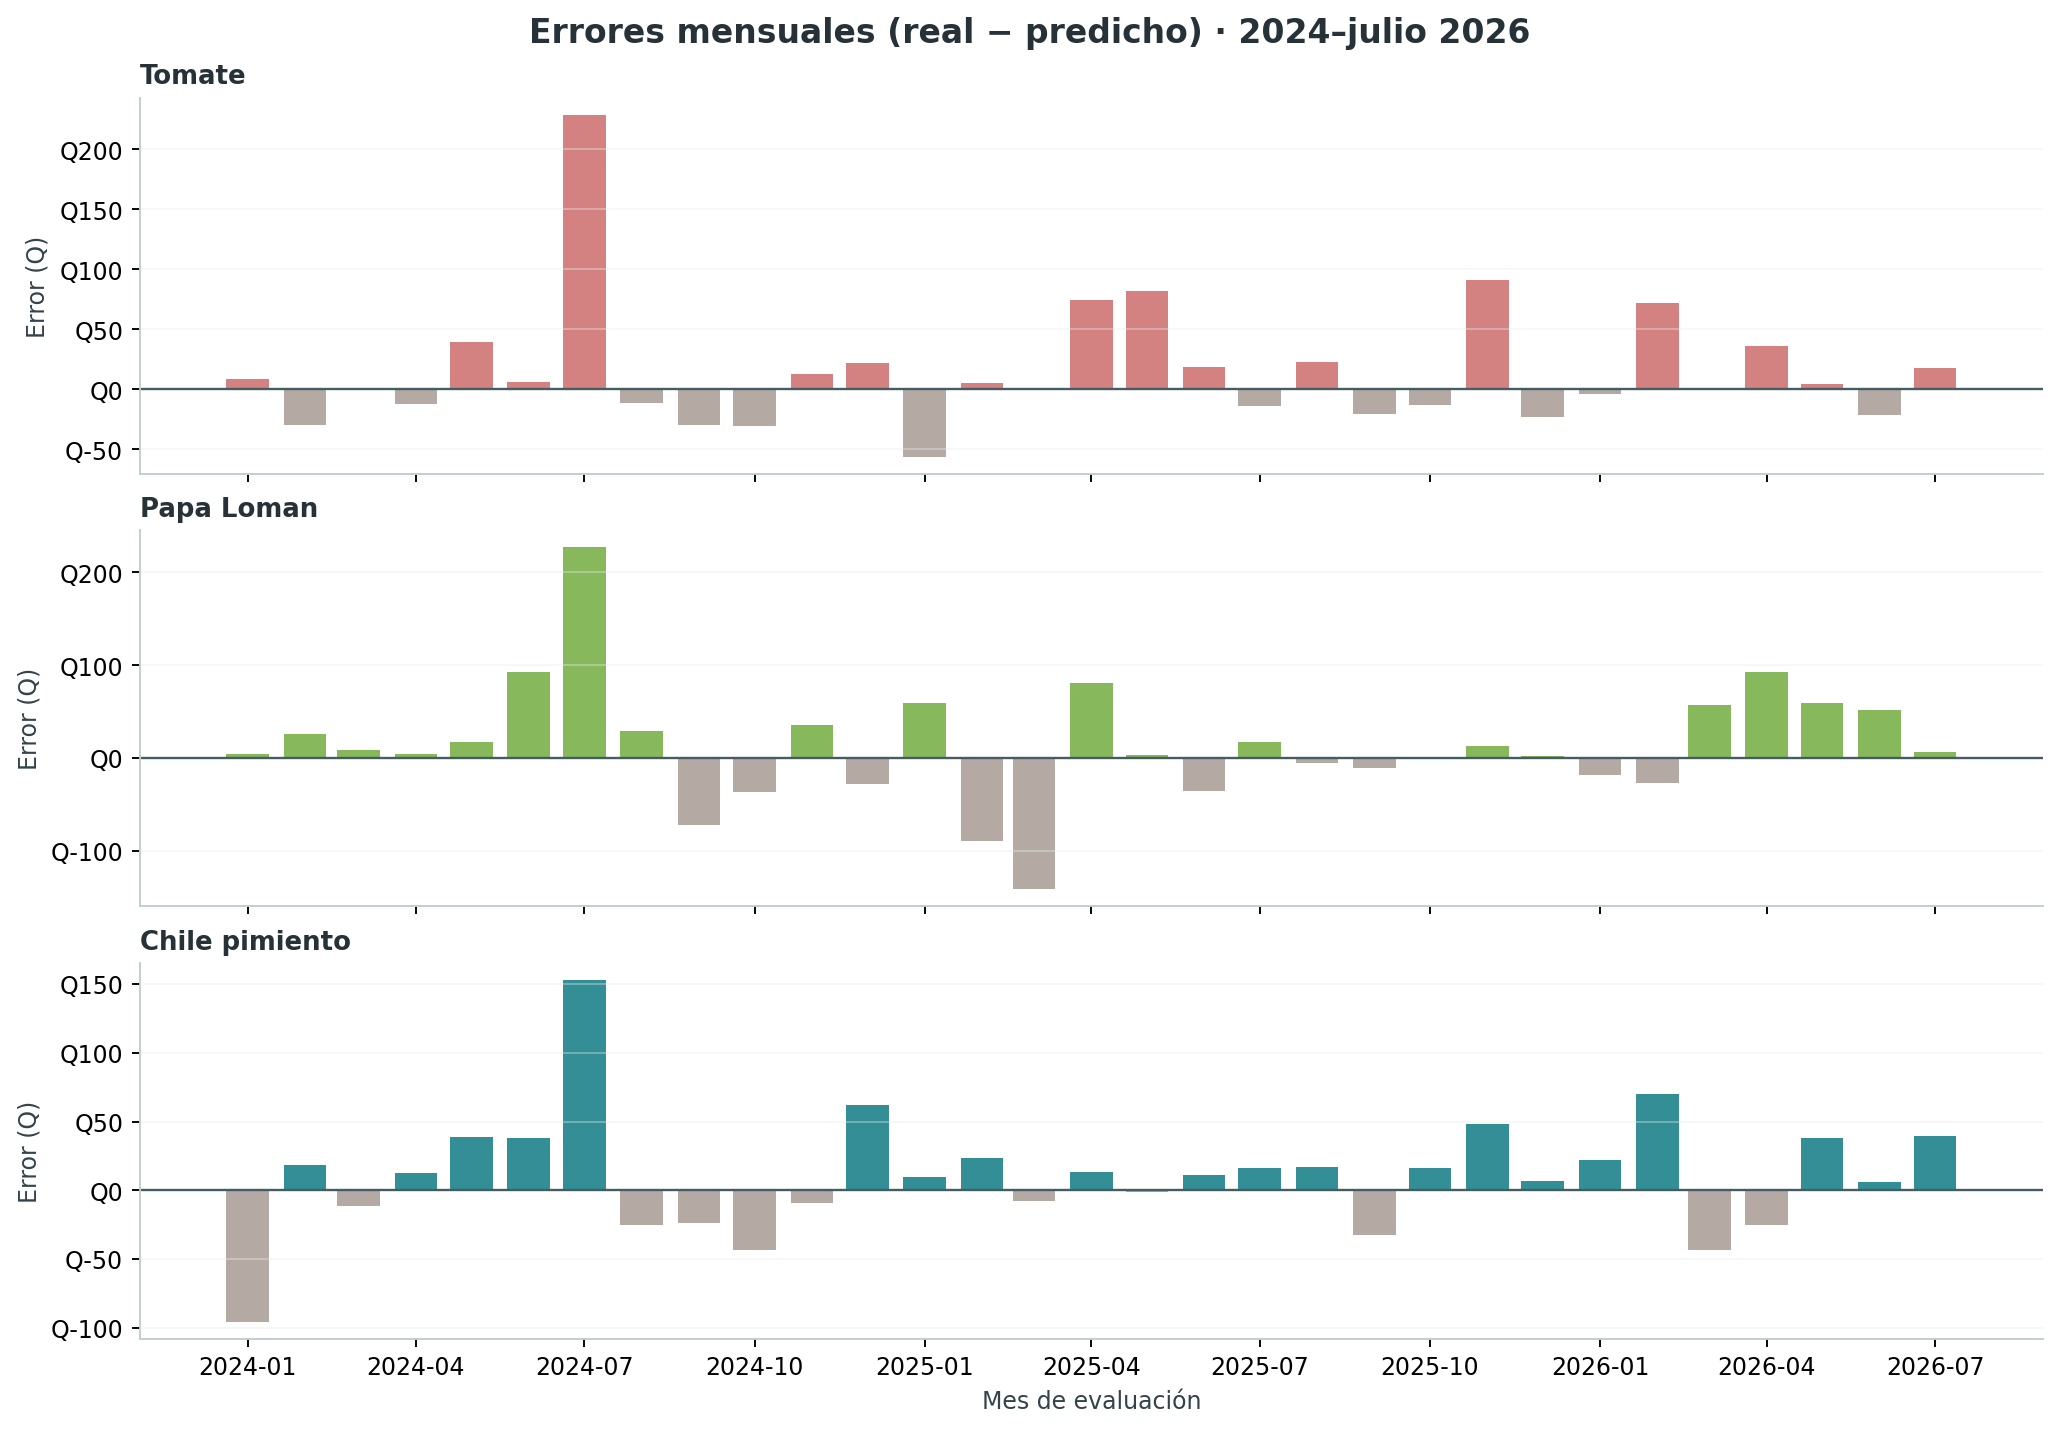 Errores mensuales (real − predicho) · 2024–julio 2026
Tomate
Error (Q)
Q200
Q150
Q100
Q50
Q0
Q-50
Papa Loman
Error (Q)
Q200
Q100
Q0
Q-100
Chile pimiento
Error (Q)
Q150
Q100
Q50
Q0
Q-50
Q-100
2024-01 2024-04 2024-07 2024-10 2025-01 2025-04 2025-07 2025-10 2026-01 2026-04 2026-07
Mes de evaluación